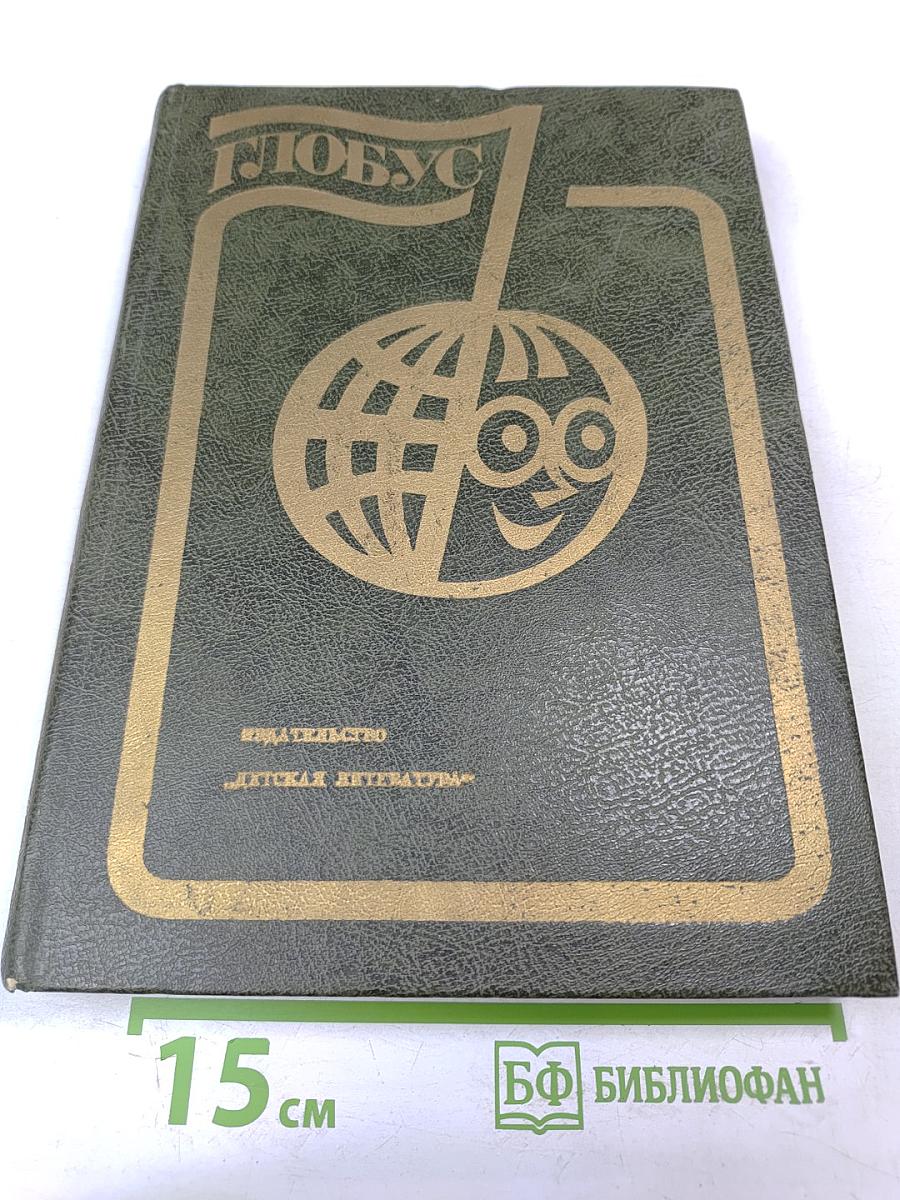 ГЛОБУС
ИЗДАТЕЛЬСТВО
„ДЕТСКАЯ ЛИТЕРАТУРА“
15 см
БФ БИБЛИОФАН